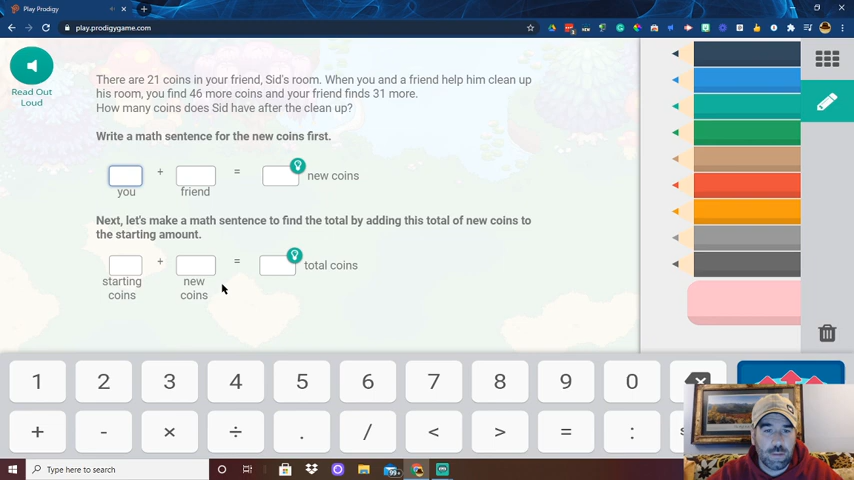 Play Prodigy
play.prodigygame.com
There are 21 coins in your friend, Sid's room. When you and a friend help him clean up
his room, you find 46 more coins and your friend finds 31 more.
How many coins does Sid have after the clean up?
Read Out
Loud
Write a math sentence for the new coins first.
+ = new coins
you friend
Next, let's make a math sentence to find the total by adding this total of new coins to
the starting amount.
+ = total coins
starting new
coins coins
1 2 3 4 5 6 7 8 9 0
+ - × ÷ . / < > = :
Type here to search